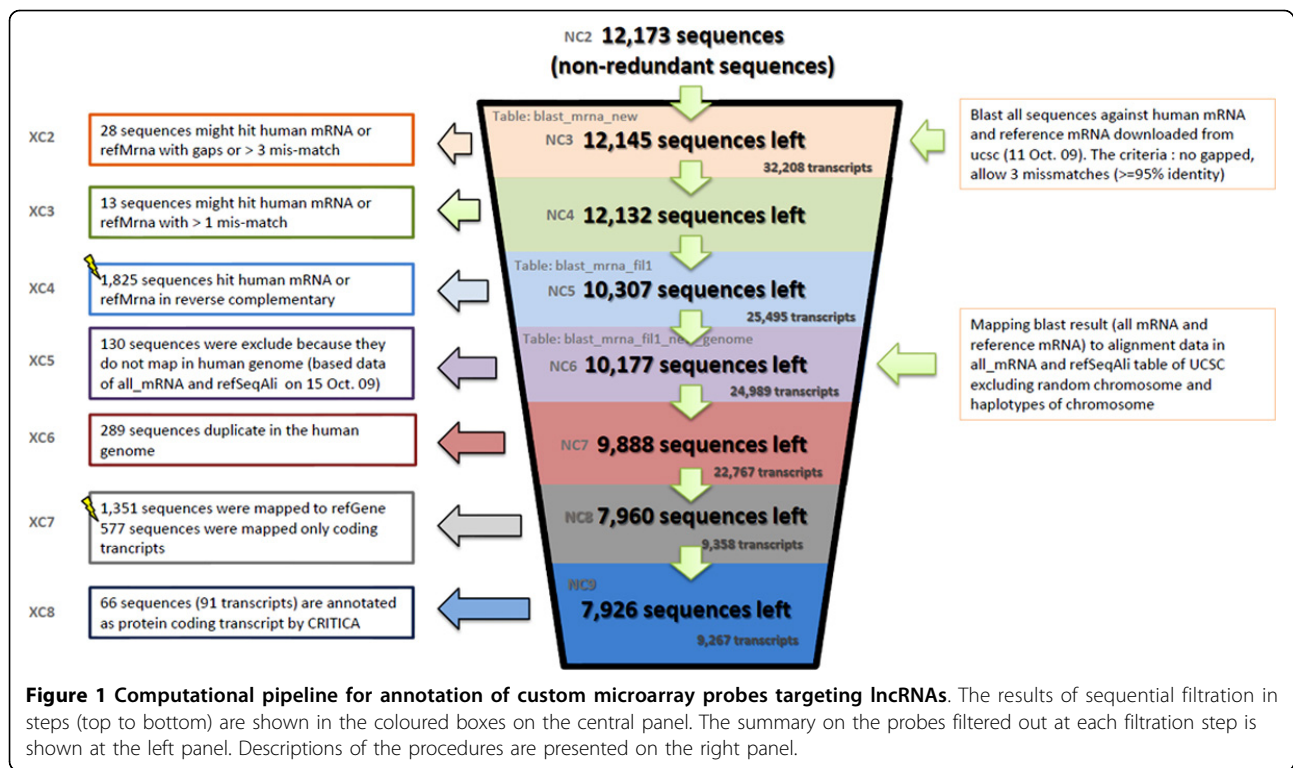 NC2 12,173 sequences
(non-redundant sequences)
XC2
28 sequences might hit human mRNA or
refMrna with gaps or > 3 mis-match
Table: blast_mrna_new
NC3 12,145 sequences left
32,208 transcripts
Blast all sequences against human mRNA
and reference mRNA downloaded from
ucsc (11 Oct. 09). The criteria : no gapped,
allow 3 missmatches (>=95% identity)
XC3
13 sequences might hit human mRNA or
refMrna with > 1 mis-match
NC4 12,132 sequences left
XC4
1,825 sequences hit human mRNA or
refMrna in reverse complementary
Table: blast_mrna_fil1
NC5 10,307 sequences left
25,495 transcripts
XC5
130 sequences were exclude because they
do not map in human genome (based data
of all_mRNA and refSeqAli on 15 Oct. 09)
Table: blast_mrna_fil1_ne genome
NC6 10,177 sequences left
24,989 transcripts
Mapping blast result (all mRNA and
reference mRNA) to alignment data in
all_mRNA and refSeqAli table of UCSC
excluding random chromosome and
haplotypes of chromosome
XC6
289 sequences duplicate in the human
genome
NC7 9,888 sequences left
22,767 transcripts
XC7
1,351 sequences were mapped to refGene
577 sequences were mapped only coding
trancripts
NC8 7,960 sequences left
9,358 transcripts
XC8
66 sequences (91 transcripts) are annotated
as protein coding transcript by CRITICA
NC9
7,926 sequences left
9,267 transcripts
Figure 1 Computational pipeline for annotation of custom microarray probes targeting lncRNAs. The results of sequential filtration in
steps (top to bottom) are shown in the coloured boxes on the central panel. The summary on the probes filtered out at each filtration step is
shown at the left panel. Descriptions of the procedures are presented on the right panel.